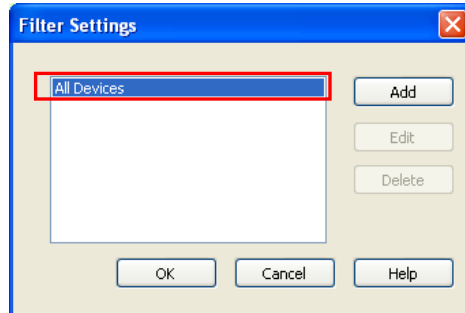 Filter Settings
All Devices
Add
Edit
Delete
OK
Cancel
Help